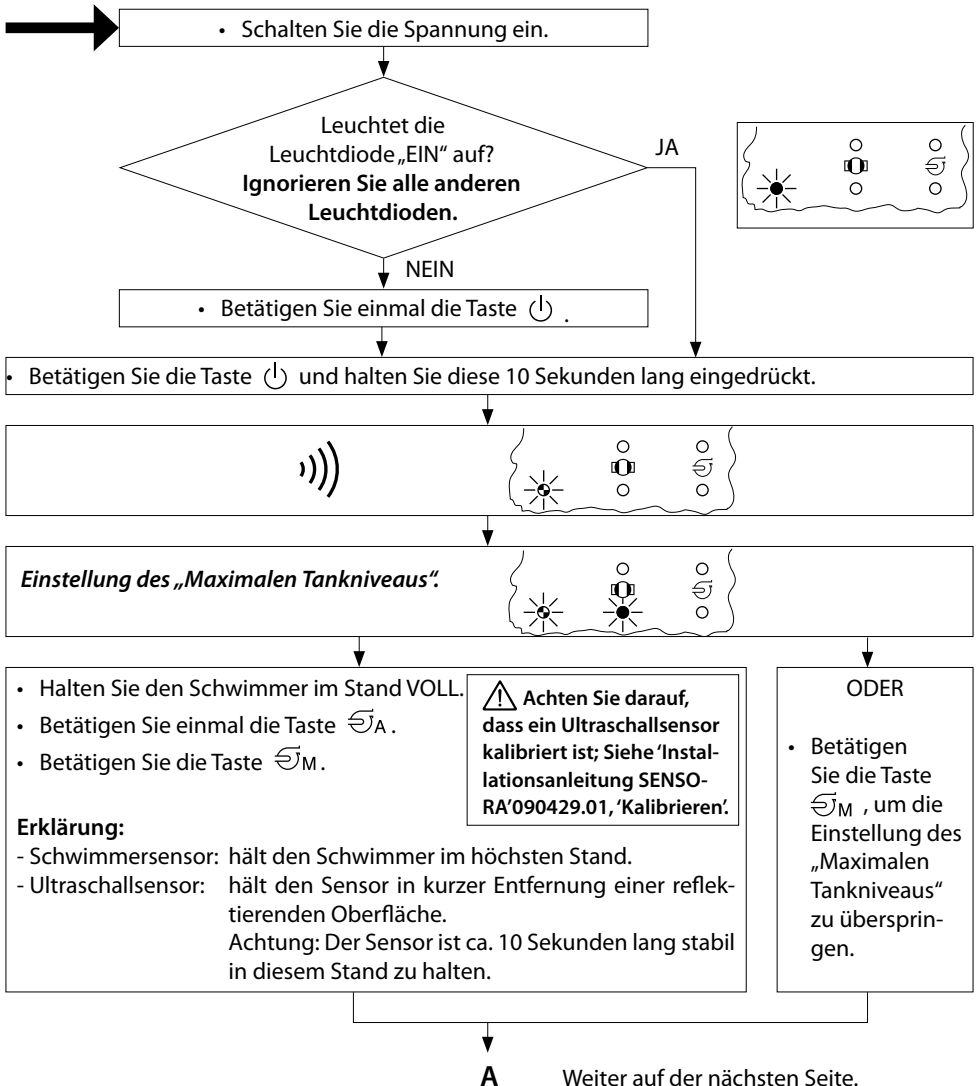 • Schalten Sie die Spannung ein.
Leuchtet die
Leuchtdiode „EIN“ auf?
Ignorieren Sie alle anderen
Leuchtdioden.
JA
NEIN
• Betätigen Sie einmal die Taste .
• Betätigen Sie die Taste und halten Sie diese 10 Sekunden lang eingedrückt.
Einstellung des „Maximalen Tankniveaus“.
• Halten Sie den Schwimmer im Stand VOLL.
• Betätigen Sie einmal die Taste A .
• Betätigen Sie die Taste M .
Achten Sie darauf,
dass ein Ultraschallsensor
kalibriert ist; Siehe ‘Instal-
lationsanleitung SENSO-
RA’090429.01, ‘Kalibrieren’.
Erklärung:
- Schwimmersensor: hält den Schwimmer im höchsten Stand.
- Ultraschallsensor: hält den Sensor in kurzer Entfernung einer reflek-
tierenden Oberfläche.
Achtung: Der Sensor ist ca. 10 Sekunden lang stabil
in diesem Stand zu halten.
ODER
• Betätigen
Sie die Taste
M , um die
Einstellung des
„Maximalen
Tankniveaus“
zu übersprin-
gen.
A Weiter auf der nächsten Seite.